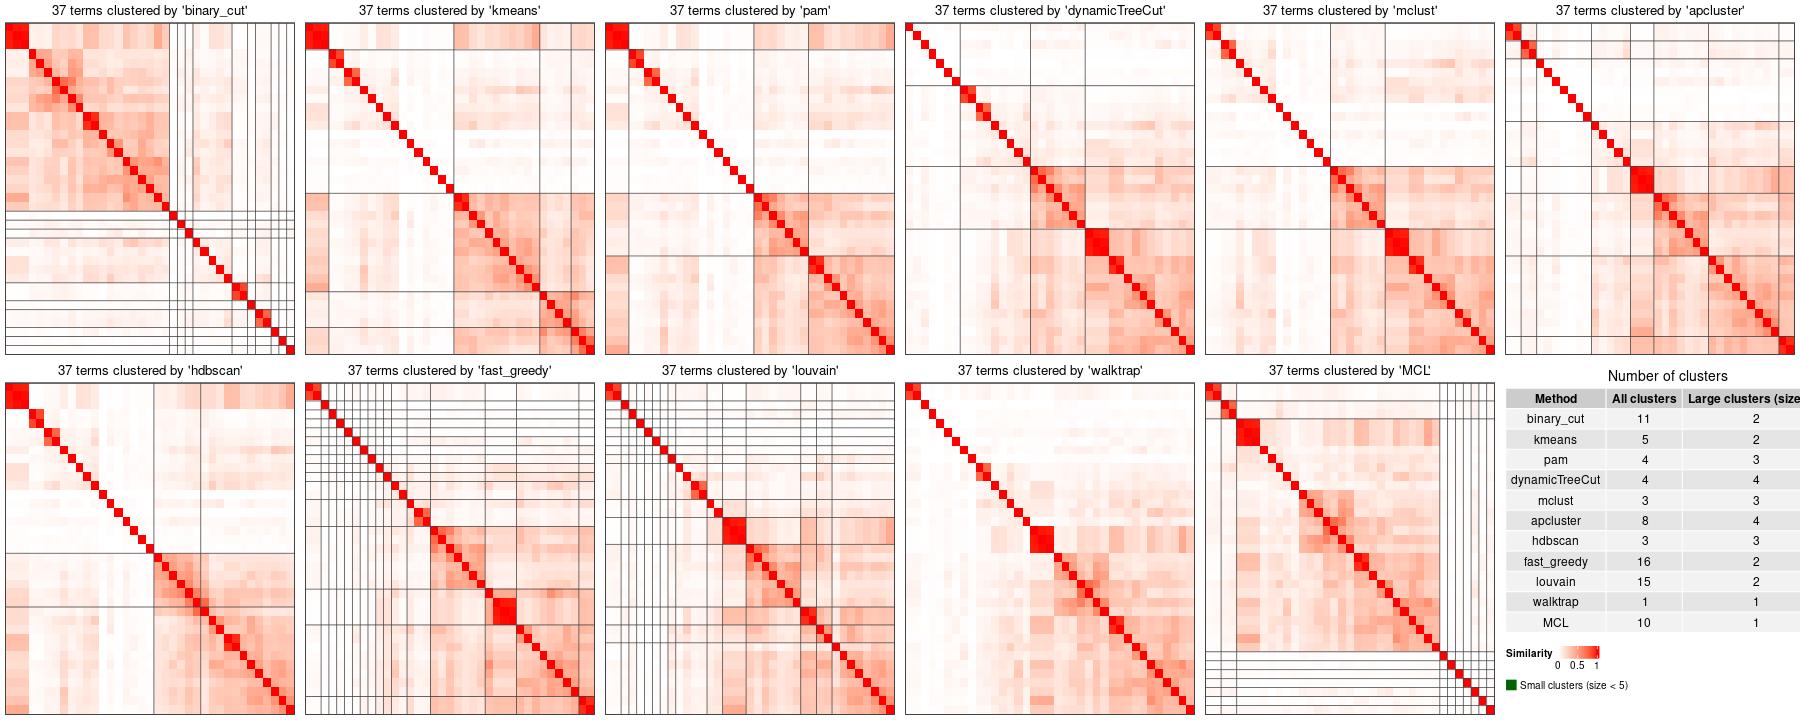 37 terms clustered by 'binary_cut'
37 terms clustered by 'kmeans'
37 terms clustered by 'pam'
37 terms clustered by 'dynamicTreeCut'
37 terms clustered by 'mclust'
37 terms clustered by 'apcluster'
37 terms clustered by 'hdbscan'
37 terms clustered by 'fast_greedy'
37 terms clustered by 'louvain'
37 terms clustered by 'walktrap'
37 terms clustered by 'MCL'
Number of clusters
Method All clusters Large clusters (size
binary_cut 11 2
kmeans 5 2
pam 4 3
dynamicTreeCut 4 4
mclust 3 3
apcluster 8 4
hdbscan 3 3
fast_greedy 16 2
louvain 15 2
walktrap 1 1
MCL 10 1
Similarity
0 0.5 1
Small clusters (size < 5)